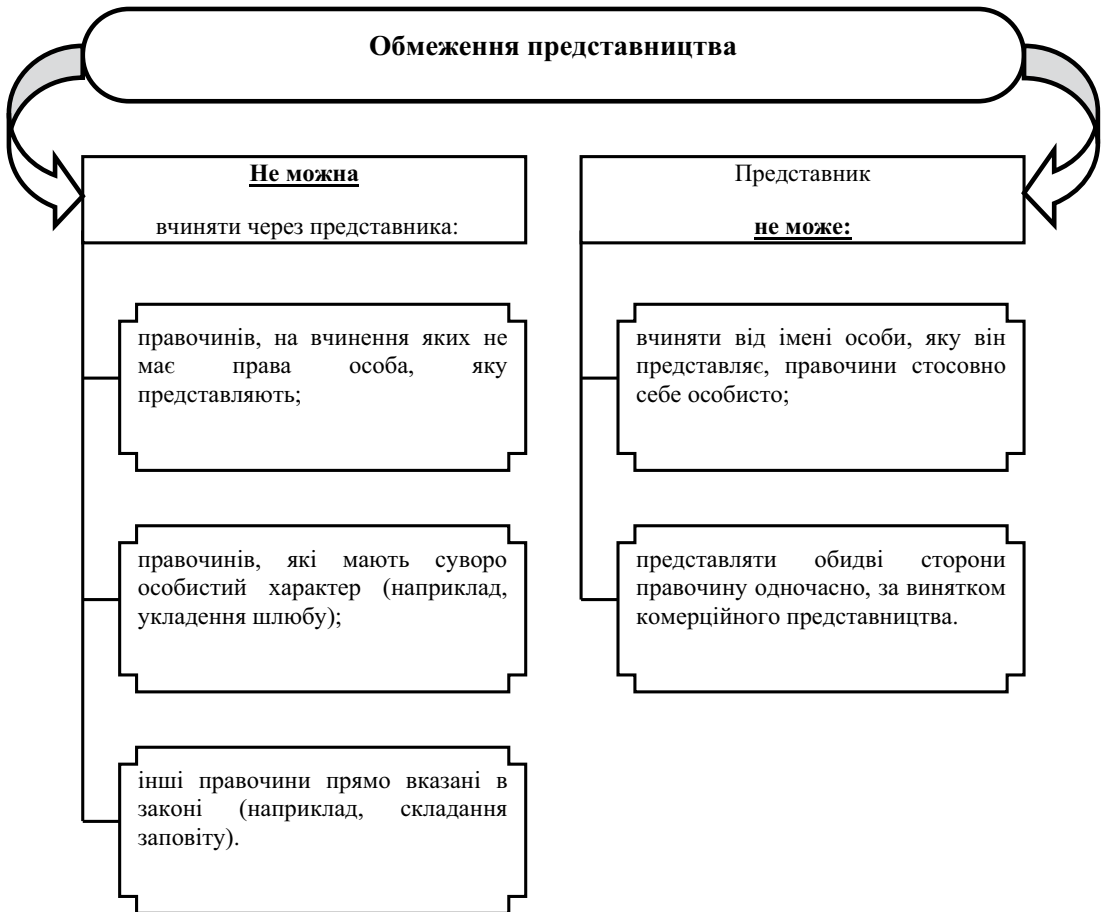 Обмеження представництва
Не можна
вчиняти через представника:
правочинів, на вчинення яких не
має права особа, яку
представляють;
правочинів, які мають суворо
особистий характер (наприклад,
укладення шлюбу);
інші правочини прямо вказані в
законі (наприклад, складання
заповіту).
Представник
не може:
вчиняти від імені особи, яку він
представляє, правочини стосовно
себе особисто;
представляти обидві сторони
правочину одночасно, за винятком
комерційного представництва.